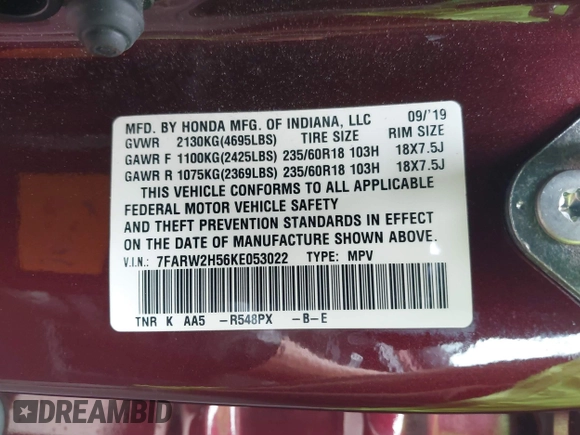 MFD. BY HONDA MFG. OF INDIANA, LLC 09/'19
GVWR 2130KG(4695LBS) TIRE SIZE RIM SIZE
GAWR F 1100KG(2425LBS) 235/60R18 103H 18X7.5J
GAWR R 1075KG(2369LBS) 235/60R18 103H 18X7.5J
THIS VEHICLE CONFORMS TO ALL APPLICABLE
FEDERAL MOTOR VEHICLE SAFETY
AND THEFT PREVENTION STANDARDS IN EFFECT
ON THE DATE OF MANUFACTURE SHOWN ABOVE.
V.I.N.: 7FARW2H56KE053022 TYPE: MPV
TNR K AA5 -R548PX -B-E
DREAMBID